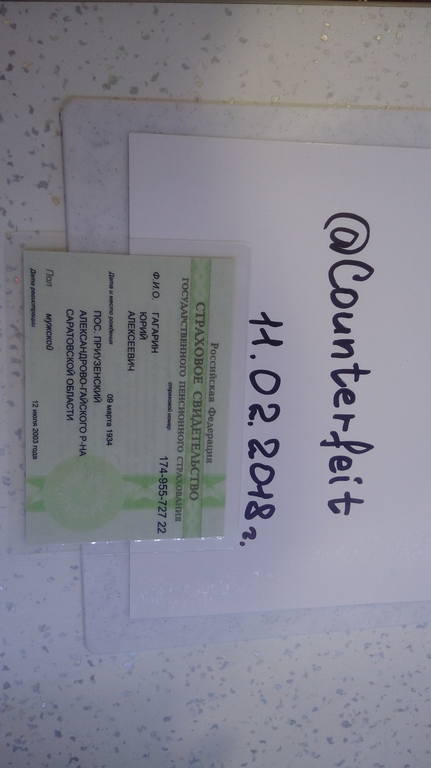 @Counterfeit
11.02.2018 г.
Российская Федерация
СТРАХОВОЕ СВИДЕТЕЛЬСТВО
ГОСУДАРСТВЕННОГО ПЕНСИОННОГО СТРАХОВАНИЯ
страховой номер
174-955-727 22
Ф.И.О. ГАГАРИН
ЮРИЙ
АЛЕКСЕЕВИЧ
Дата и место рождения 09 марта 1934
ПОС. ПРИУЗЕНСКИЙ
АЛЕКСАНДРОВО-ГАЙСКОГО Р-НА
САРАТОВСКОЙ ОБЛАСТИ
Пол мужской
Дата регистрации 12 июля 2003 года